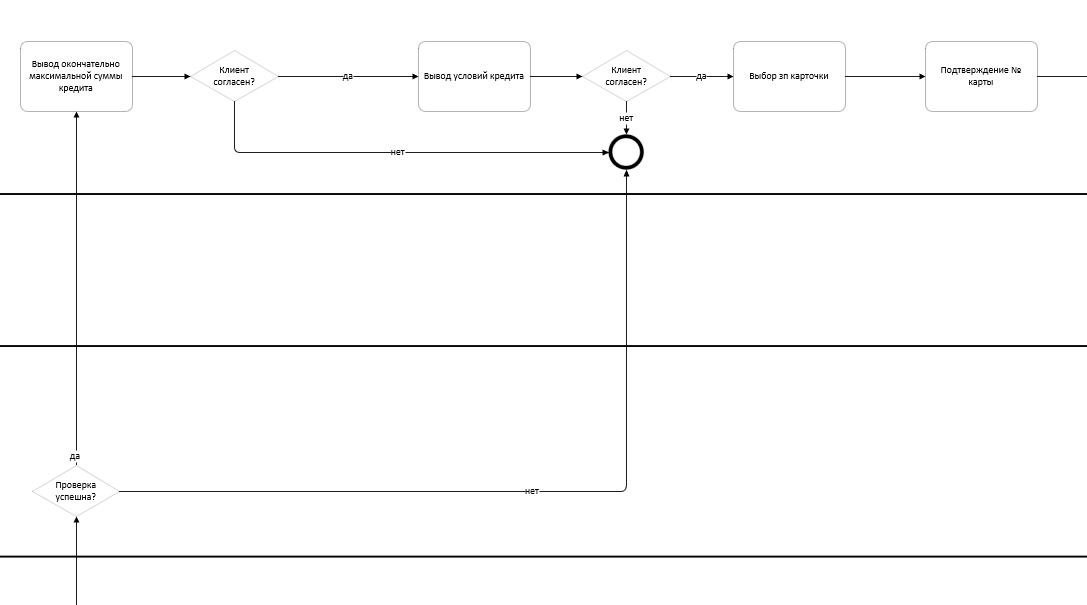 Вывод окончательно
максимальной суммы
кредита
Клиент
согласен?
да
Вывод условий кредита
Клиент
согласен?
да
Выбор зп карточки
Подтверждение №
карты
нет
нет
да
Проверка
успешна?
нет